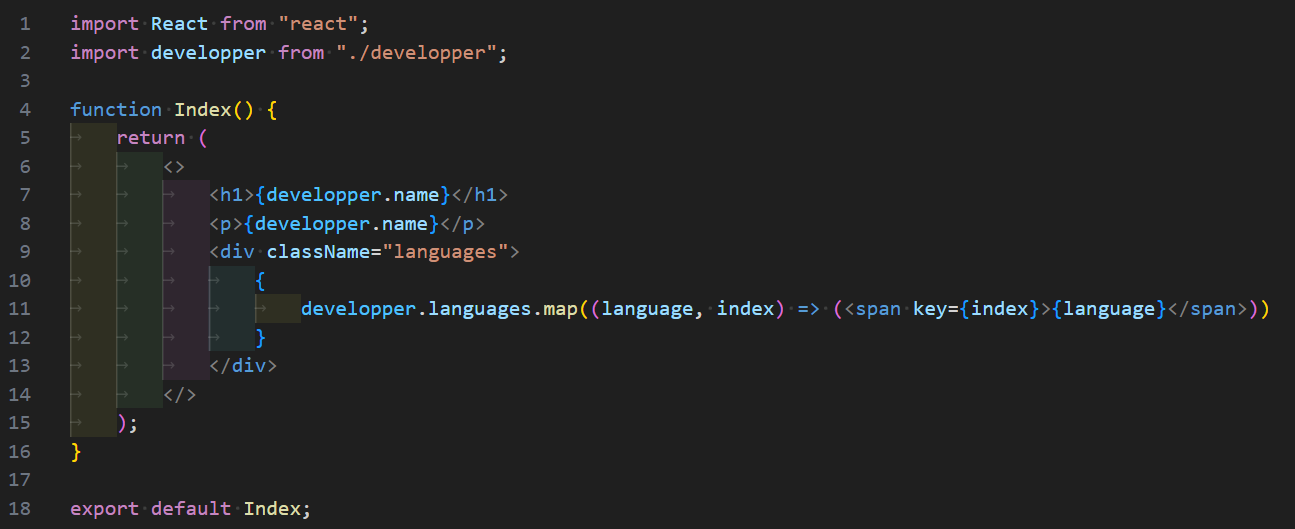 1 import React from "react";
2 import developper from "./developper";
3
4 function Index() {
5 return (
6 <>
7 <h1>{developper.name}</h1>
8 <p>{developper.name}</p>
9 <div className="languages">
10 {
11 developper.languages.map((language, index) => (<span key={index}>{language}</span>))
12 }
13 </div>
14 </>
15 );
16 }
17
18 export default Index;